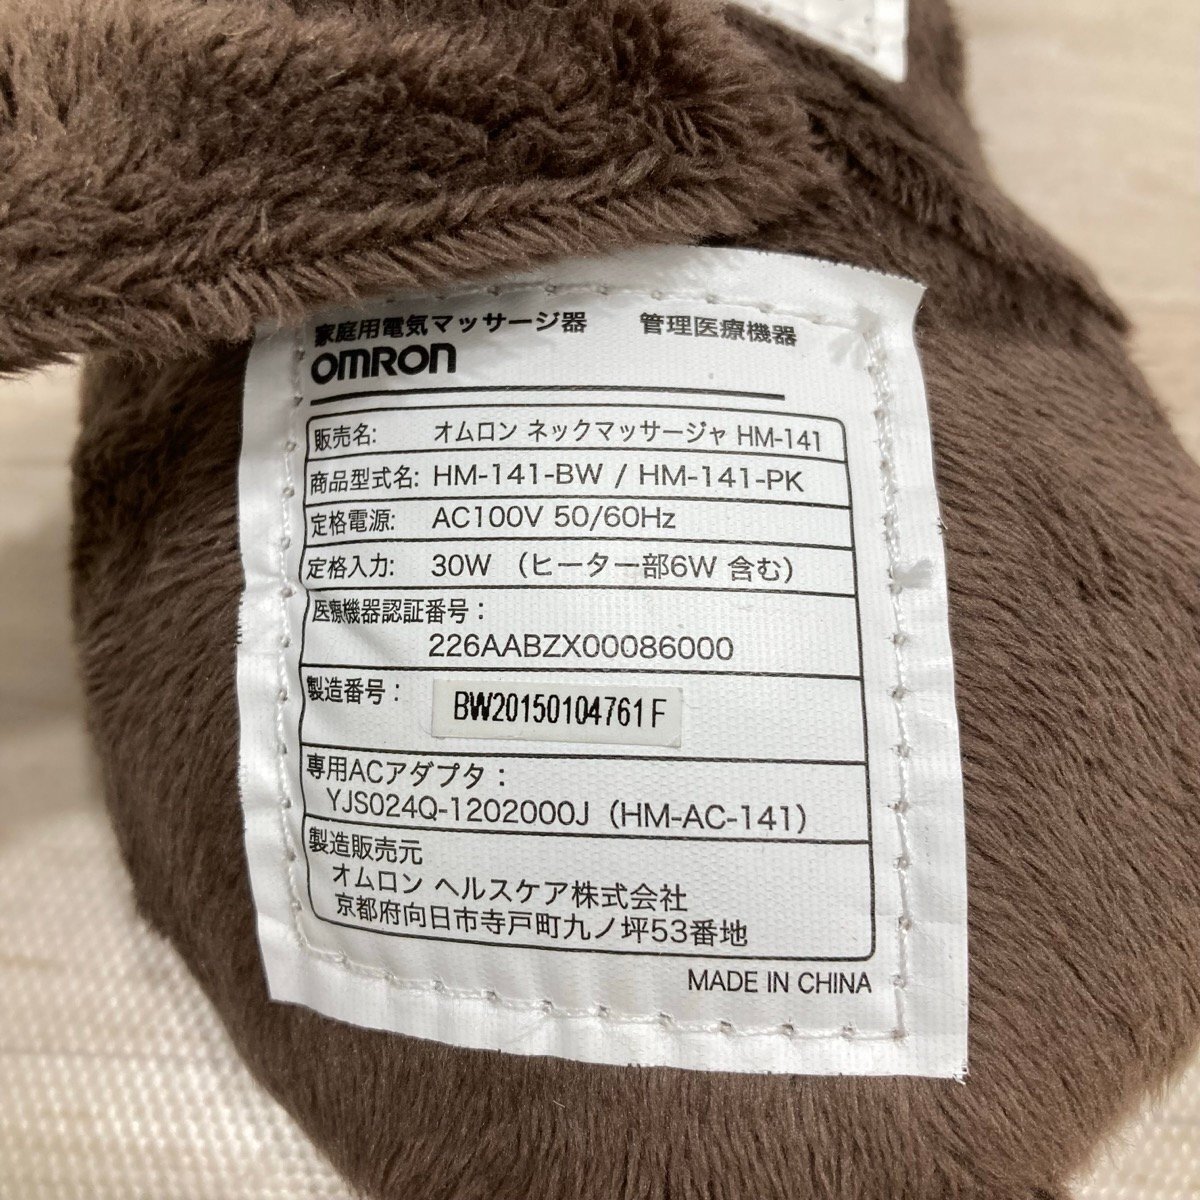 家庭用電気マッサージ器 管理医療機器
OMRON
販売名: オムロン ネックマッサージャ HM-141
商品型式名: HM-141-BW / HM-141-PK
定格電源: AC100V 50/60Hz
定格入力: 30W （ヒーター部6W 含む）
医療機器認証番号：
226AABZX00086000
製造番号： BW20150104761F
専用ACアダプタ：
YJS024Q-1202000J（HM-AC-141）
製造販売元
オムロン ヘルスケア株式会社
京都府向日市寺戸町九ノ坪53番地
MADE IN CHINA